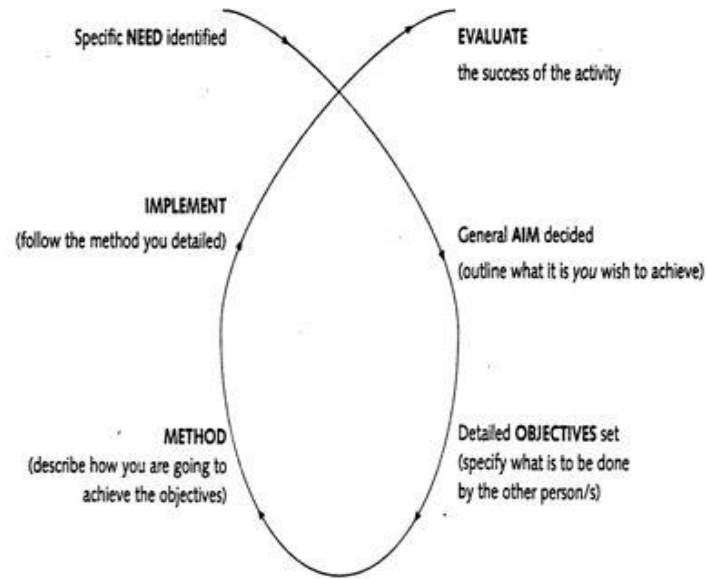 Specific NEED identified
EVALUATE
the success of the activity
IMPLEMENT
(follow the method you detailed)
General AIM decided
(outline what it is you wish to achieve)
METHOD
(describe how you are going to
achieve the objectives)
Detailed OBJECTIVES set
(specify what is to be done
by the other person/s)